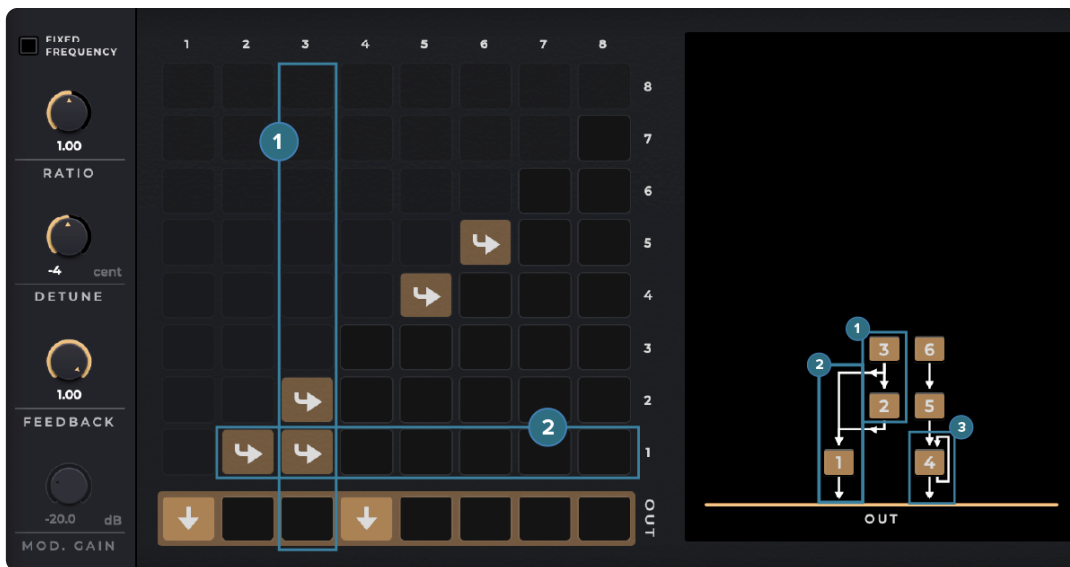 FIXED
FREQUENCY
1.00
RATIO
-4 cent
DETUNE
1.00
FEEDBACK
-20.0 dB
MOD. GAIN
1 2 3 4 5 6 7 8
8
7
1
6
5
4
3
2
2
1
OUT
1
3 6
2
2 5
3
1 4
OUT